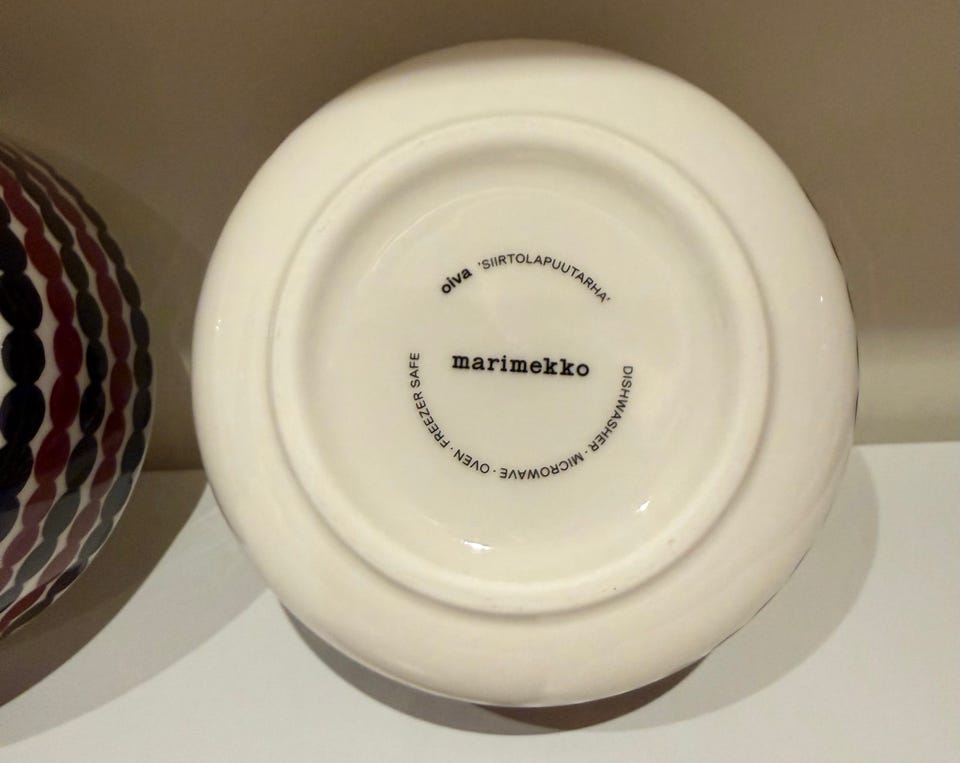 oiva 'SIIRTOLAPUUTARHA'
marimekko
DISHWASHER · MICROWAVE · OVEN · FREEZER SAFE